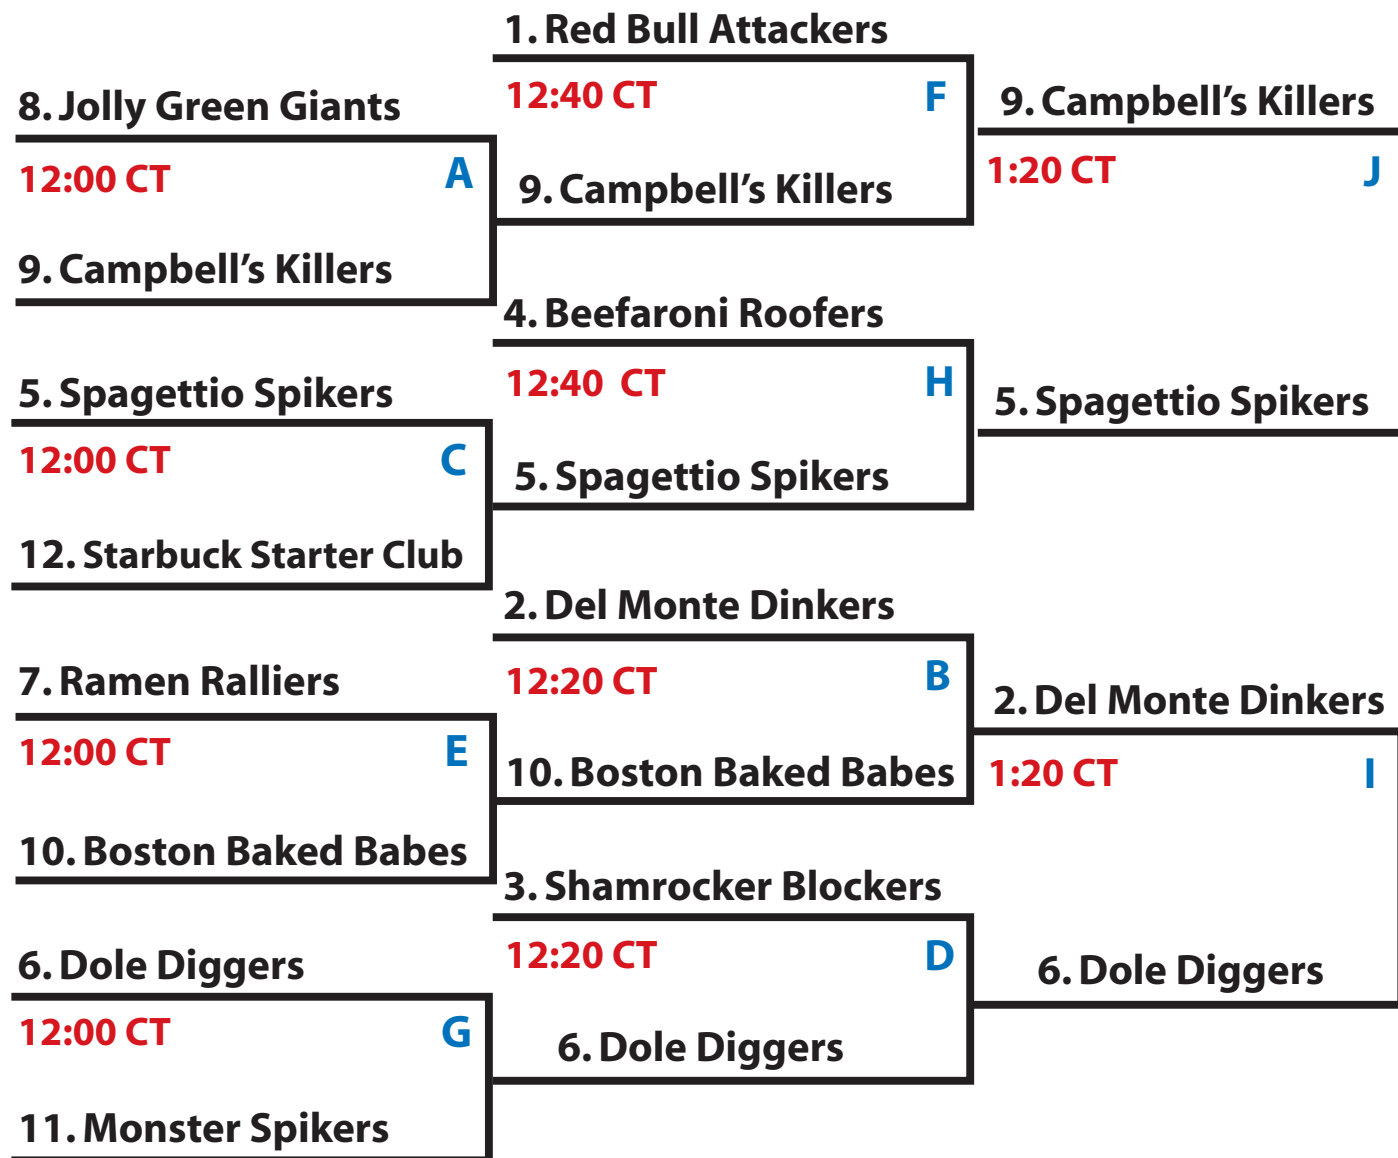 1. Red Bull Attackers
12:40 CT F
9. Campbell’s Killers
8. Jolly Green Giants
12:00 CT A
9. Campbell’s Killers
9. Campbell’s Killers
1:20 CT J
4. Beefaroni Roofers
12:40 CT H
5. Spagettio Spikers
5. Spagettio Spikers
12:00 CT C
12. Starbuck Starter Club
5. Spagettio Spikers
2. Del Monte Dinkers
12:20 CT B
10. Boston Baked Babes
7. Ramen Ralliers
12:00 CT E
10. Boston Baked Babes
2. Del Monte Dinkers
1:20 CT I
3. Shamrocker Blockers
12:20 CT D
6. Dole Diggers
6. Dole Diggers
12:00 CT G
11. Monster Spikers
6. Dole Diggers